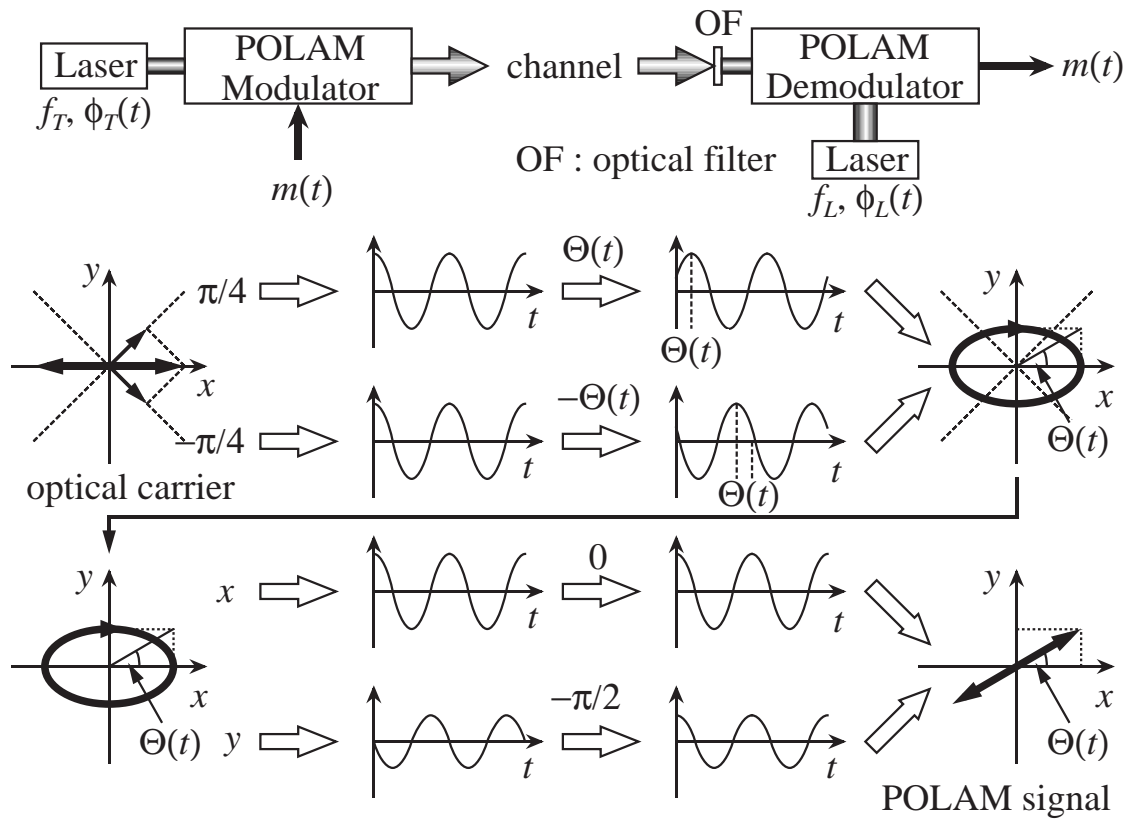 OF
Laser
POLAM
Modulator
channel
POLAM
Demodulator
m(t)
f_T, ϕ_T(t)
m(t)
OF : optical filter
Laser
f_L, ϕ_L(t)
y
π/4
Θ(t)
y
x
t
t
Θ(t)
x
−π/4
−Θ(t)
Θ(t)
optical carrier
t
t
Θ(t)
y
x
0
y
t
t
x
x
Θ(t)
y
−π/2
Θ(t)
t
t
POLAM signal